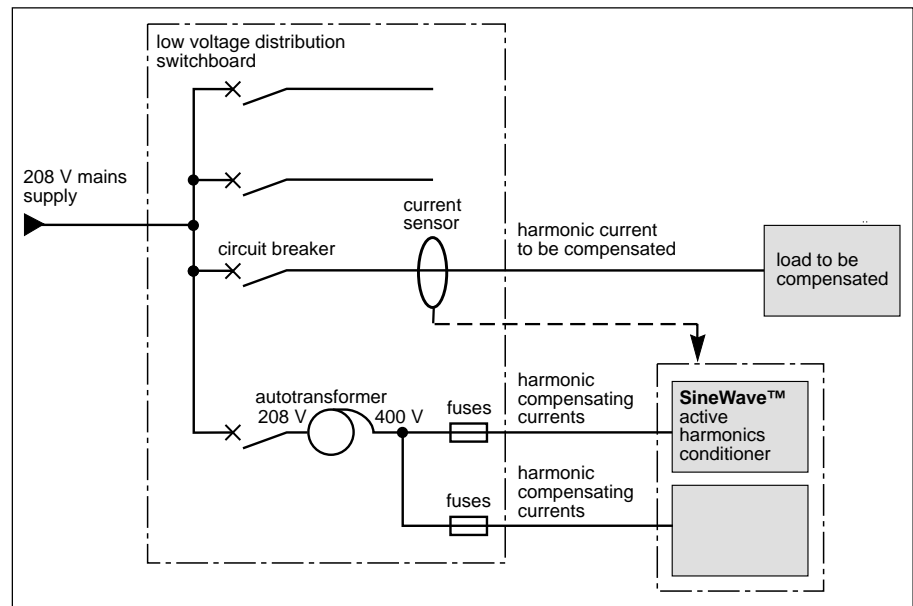 low voltage distribution
switchboard
208 V mains
supply
current
sensor
circuit breaker
harmonic current
to be compensated
load to be
compensated
autotransformer
208 V
400 V
fuses
harmonic
compensating
currents
SineWave™
active
harmonics
conditioner
fuses
harmonic
compensating
currents